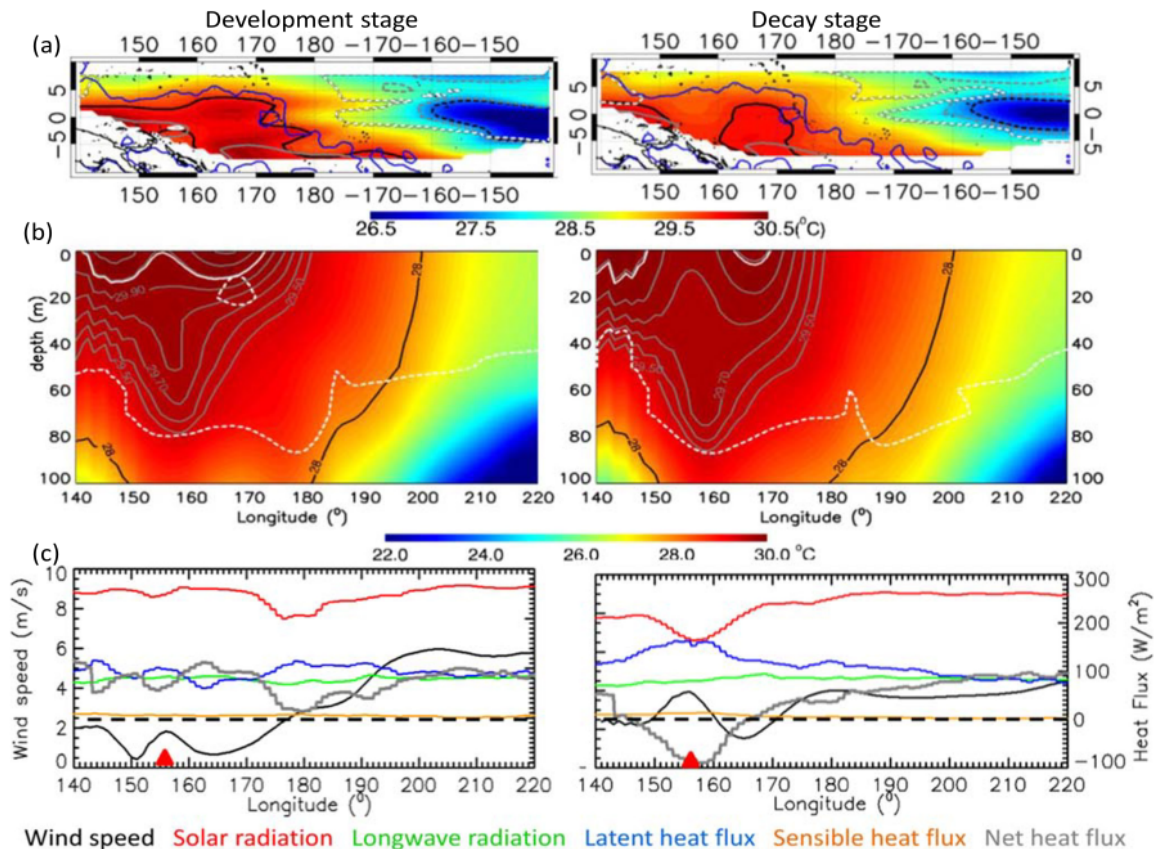 Development stage Decay stage
(a)
150 160 170 180 −170 −160 −150 150 160 170 180 −170 −160 −150
5 0 −5 5 0 −5
150 160 170 180 −170 −160 −150 150 160 170 180 −170 −160 −150
26.5 27.5 28.5 29.5 30.5(°C)
(b)
0 20 40 60 80 100
depth (m)
29.90 29.50 29.70 29.50 28 28 28
29.50 29.70 29.50 28 28 28
0 20 40 60 80 100
140 150 160 170 180 190 200 210 220 140 150 160 170 180 190 200 210 220
Longitude (°) Longitude (°)
22.0 24.0 26.0 28.0 30.0 °C
(c)
10 8 6 4 2 0
Wind speed (m/s)
300 200 100 0 −100
Heat Flux (W/m²)
140 150 160 170 180 190 200 210 220 140 150 160 170 180 190 200 210 220
Longitude (°) Longitude (°)
Wind speed Solar radiation Longwave radiation Latent heat flux Sensible heat flux Net heat flux